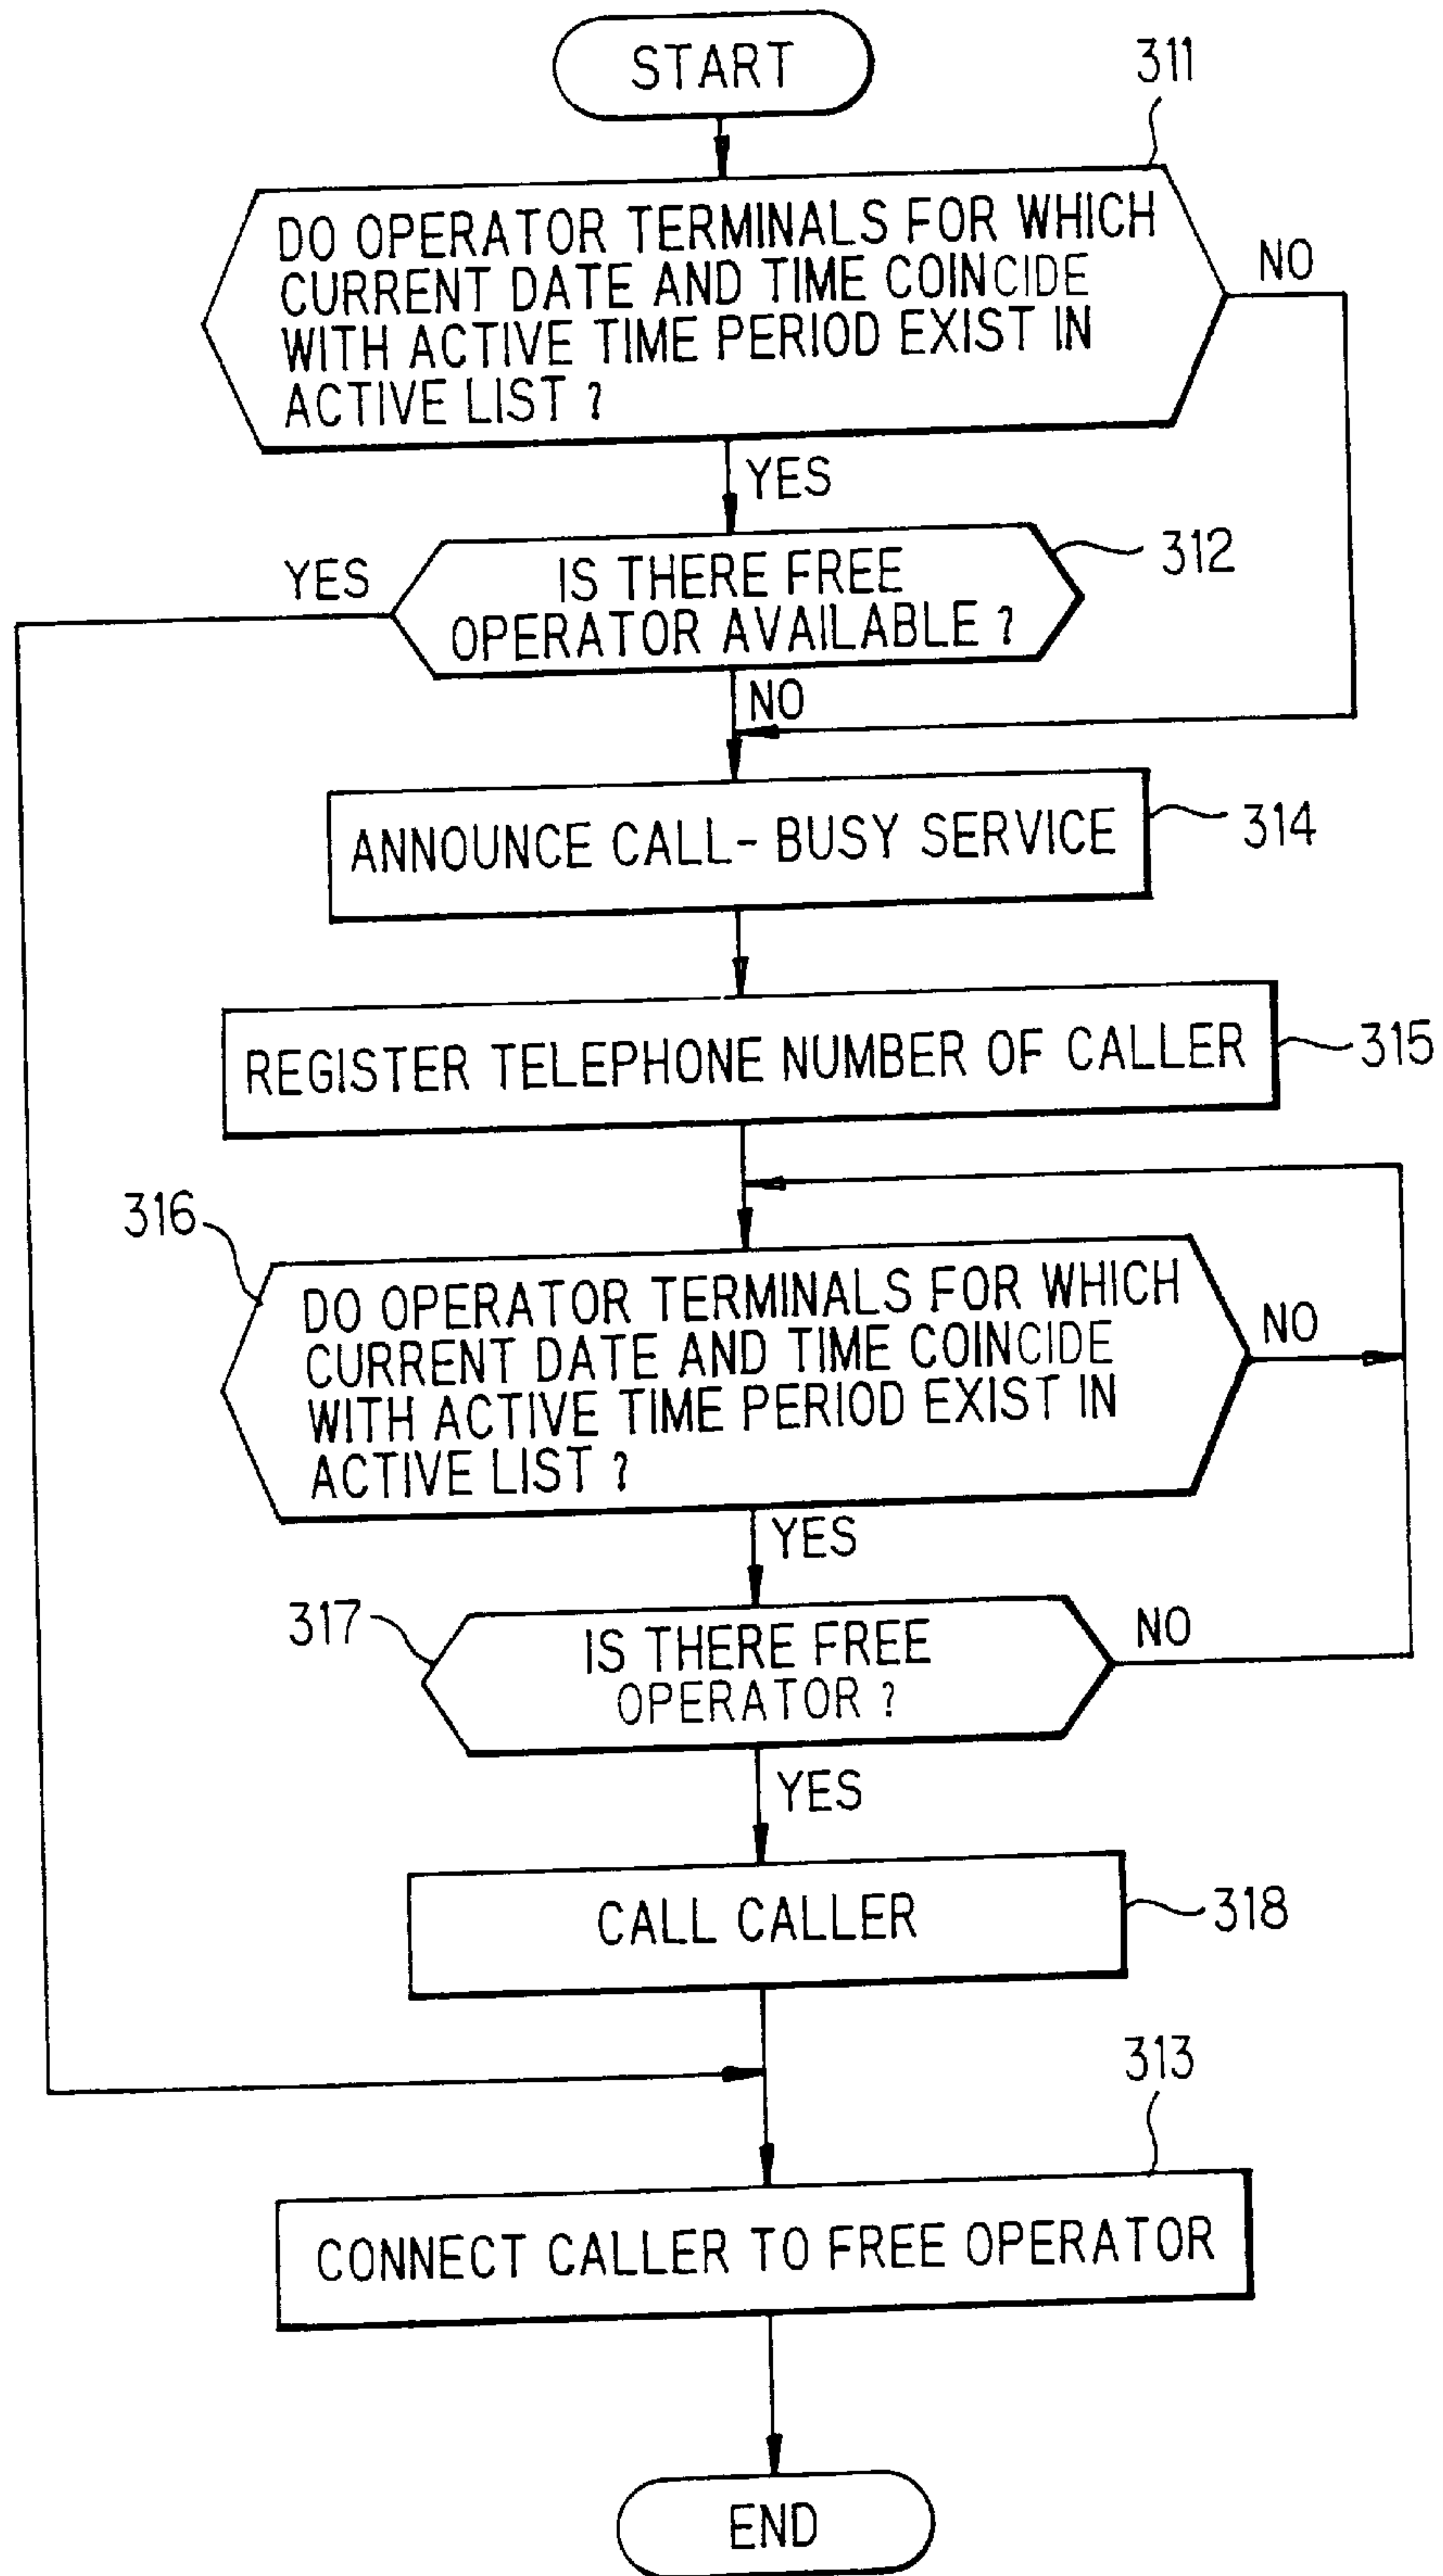 START
311
DO OPERATOR TERMINALS FOR WHICH
CURRENT DATE AND TIME COINCIDE
WITH ACTIVE TIME PERIOD EXIST IN
ACTIVE LIST ?
NO
YES
YES
IS THERE FREE
OPERATOR AVAILABLE ?
312
NO
ANNOUNCE CALL-BUSY SERVICE
314
REGISTER TELEPHONE NUMBER OF CALLER
315
316
DO OPERATOR TERMINALS FOR WHICH
CURRENT DATE AND TIME COINCIDE
WITH ACTIVE TIME PERIOD EXIST IN
ACTIVE LIST ?
NO
YES
317
IS THERE FREE
OPERATOR ?
NO
YES
CALL CALLER
318
313
CONNECT CALLER TO FREE OPERATOR
END